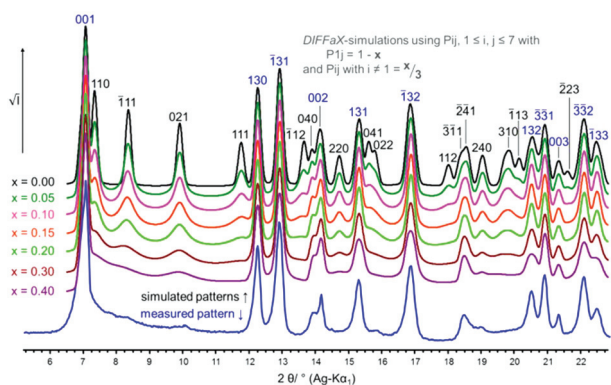 DIFFaX-simulations using Pij, 1 ≤ i, j ≤ 7 with
P1j = 1 - x
and Pij with i ≠ 1 = x/3
√I
001
110
1̄11
021
111
130
1̄31
1̄12
040
002
220
131
041
022
1̄32
112
3̄11
2̄41
240
310
1̄13
132
3̄31
003
2̄23
3̄32
1̄33
x = 0.00
x = 0.05
x = 0.10
x = 0.15
x = 0.20
x = 0.30
x = 0.40
simulated patterns ↑
measured pattern ↓
6 7 8 9 10 11 12 13 14 15 16 17 18 19 20 21 22
2 θ/ ° (Ag-Kα1)